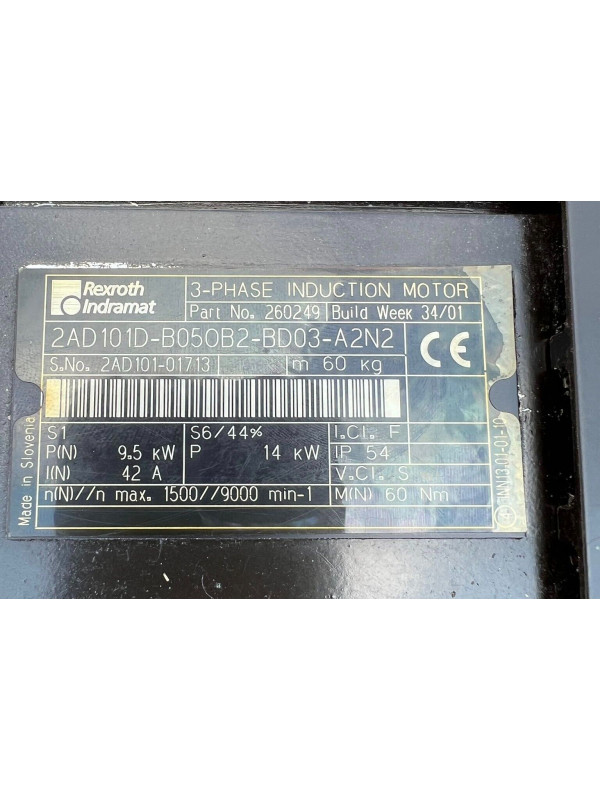 Rexroth
Indramat
3-PHASE INDUCTION MOTOR
Part No. 260249 Build Week 34/01
2AD101D-B050B2-BD03-A2N2
CE
S.No. 2AD101-01713 m 60 kg
S1 S6/44% I.Cl. F
P(N) 9.5 kW P 14 kW IP 54
I(N) 42 A V.Cl. S
n(N)//n max. 1500//9000 min-1 M(N) 60 Nm
Made in Slovenia